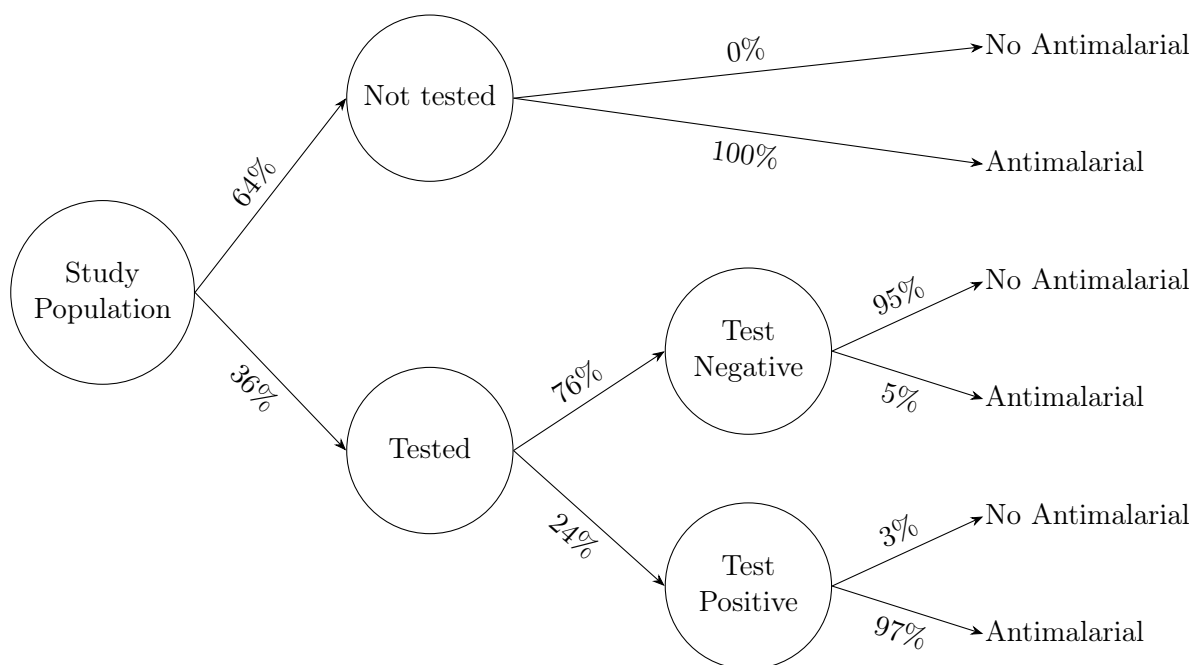 0%
No Antimalarial
Not tested
100%
Antimalarial
64%
Study
Population
36%
95%
No Antimalarial
Test
Negative
76%
5%
Antimalarial
Tested
24%
3%
No Antimalarial
Test
Positive
97%
Antimalarial